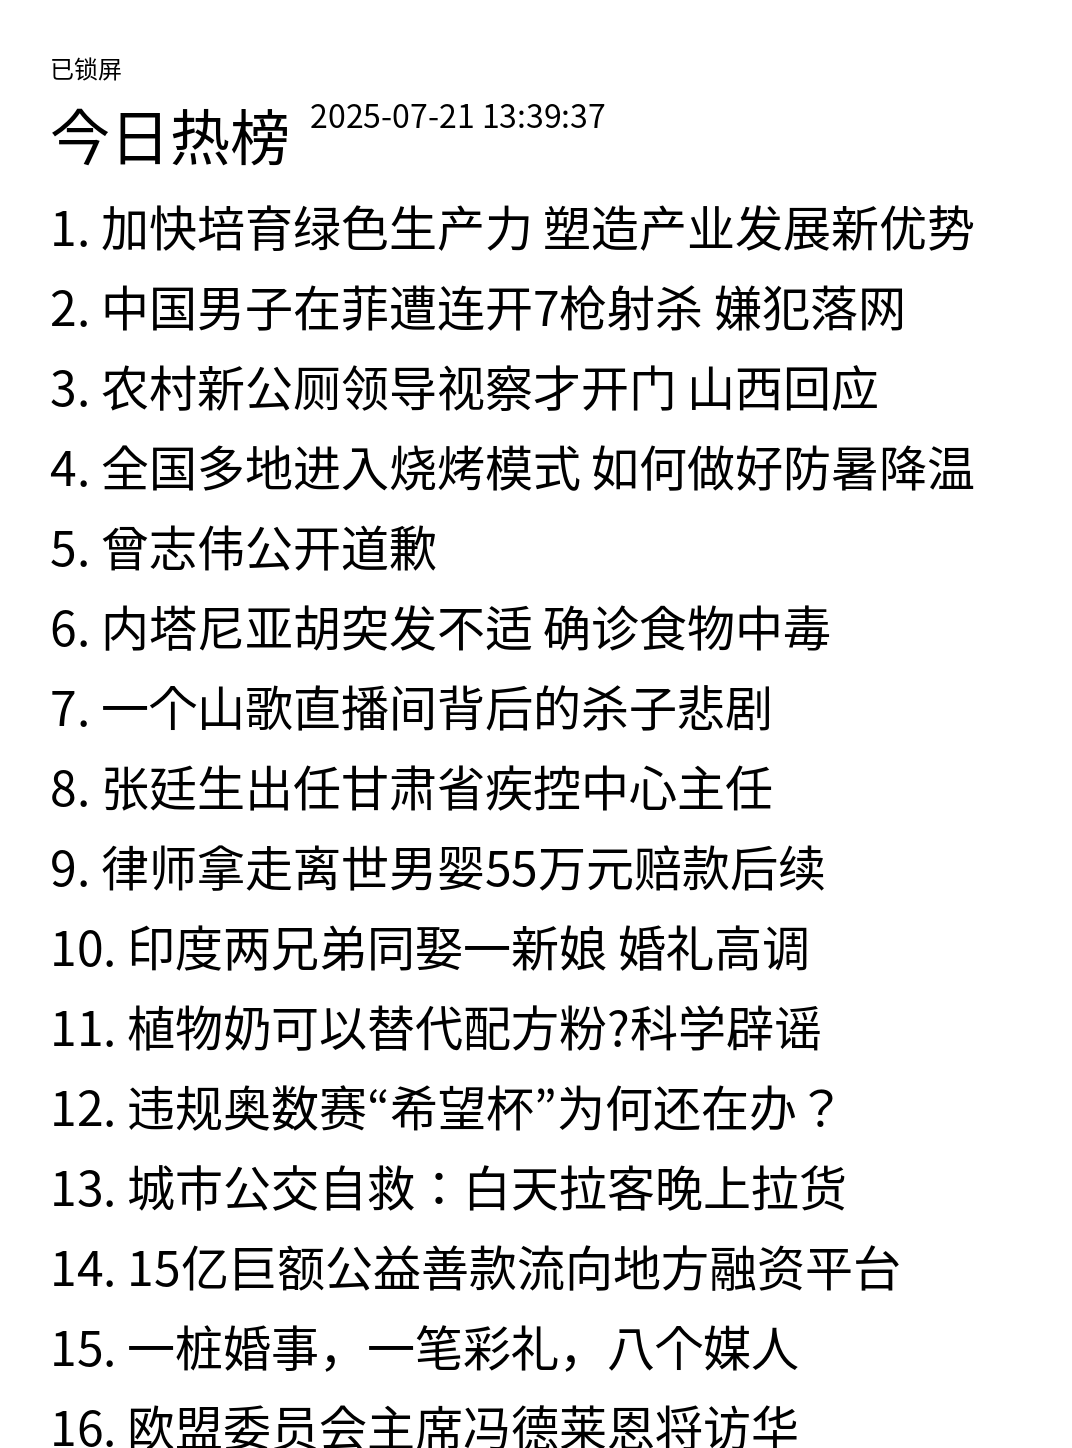 已锁屏
今日热榜 2025-07-21 13:39:37
1. 加快培育绿色生产力 塑造产业发展新优势
2. 中国男子在菲遭连开7枪射杀 嫌犯落网
3. 农村新公厕领导视察才开门 山西回应
4. 全国多地进入烧烤模式 如何做好防暑降温
5. 曾志伟公开道歉
6. 内塔尼亚胡突发不适 确诊食物中毒
7. 一个山歌直播间背后的杀子悲剧
8. 张廷生出任甘肃省疾控中心主任
9. 律师拿走离世男婴55万元赔款后续
10. 印度两兄弟同娶一新娘 婚礼高调
11. 植物奶可以替代配方粉?科学辟谣
12. 违规奥数赛“希望杯”为何还在办？
13. 城市公交自救：白天拉客晚上拉货
14. 15亿巨额公益善款流向地方融资平台
15. 一桩婚事，一笔彩礼，八个媒人
16. 欧盟委员会主席冯德莱恩将访华